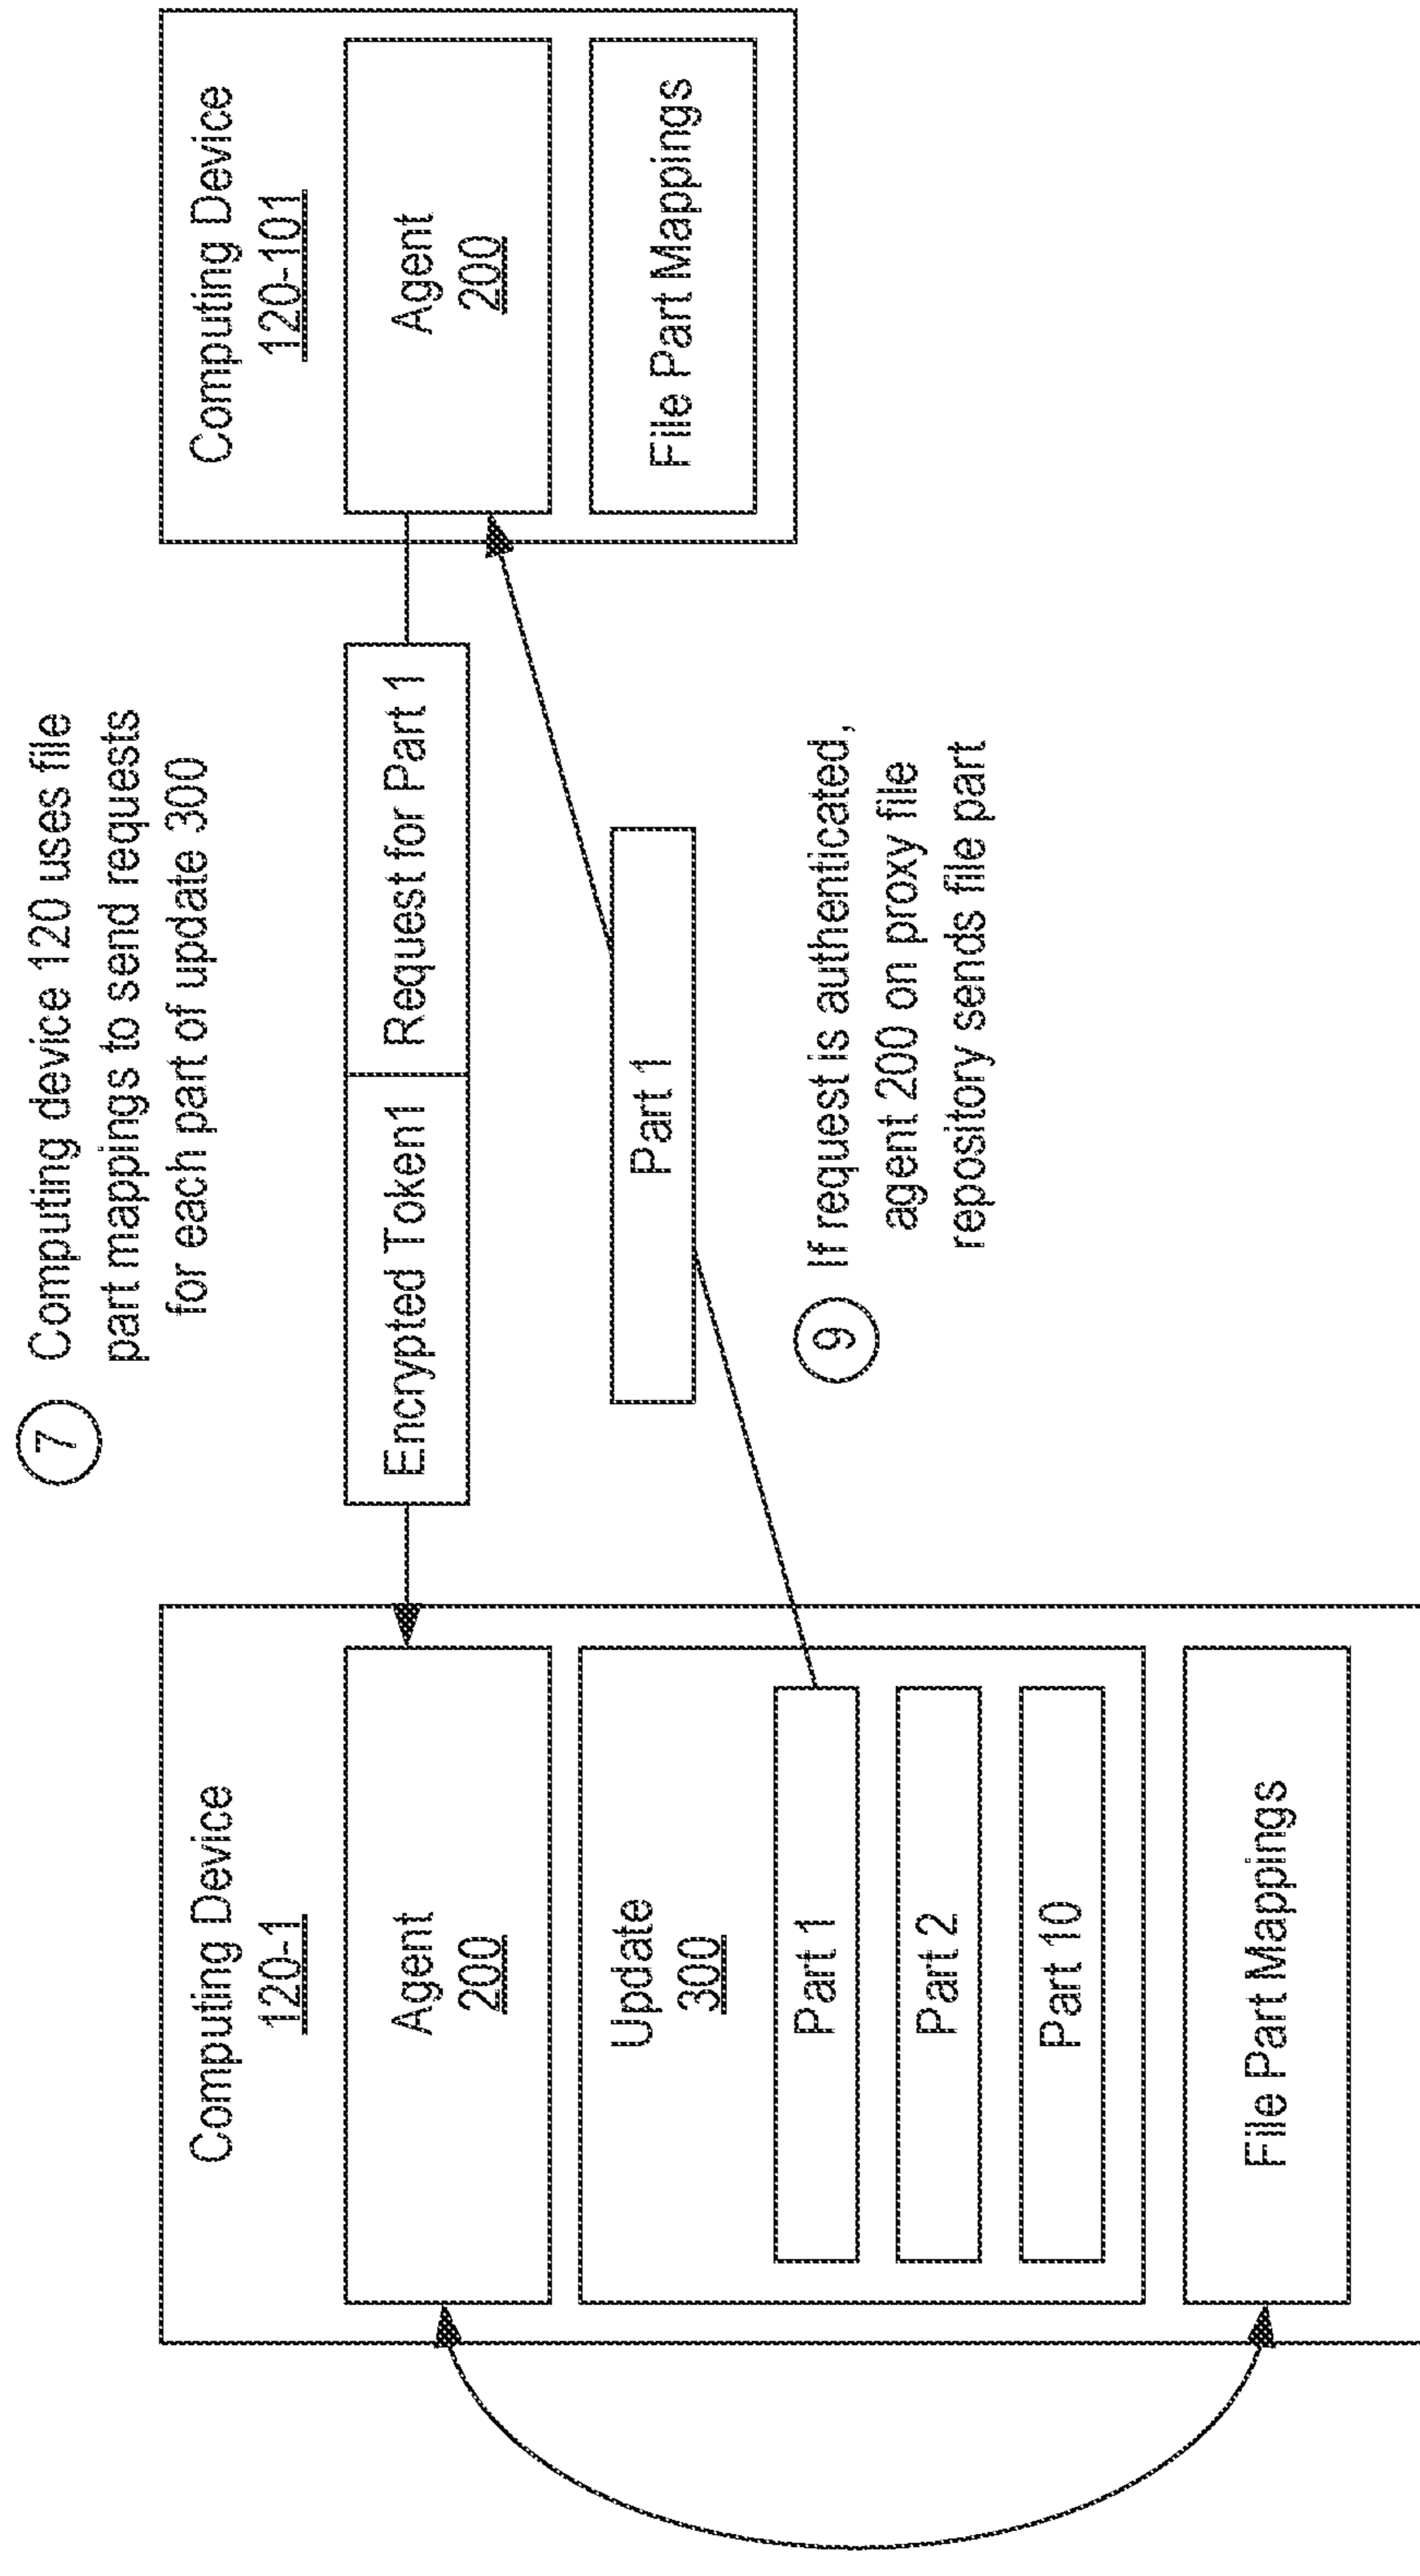 7
Computing device 120 uses file
part mappings to send requests
for each part of update 300
Computing Device
120-1
Agent
200
Update
300
Part 1
Part 2
Part 10
File Part Mappings
Encrypted Token1
Request for Part 1
Part 1
9
If request is authenticated,
agent 200 on proxy file
repository sends file part
Computing Device
120-101
Agent
200
File Part Mappings